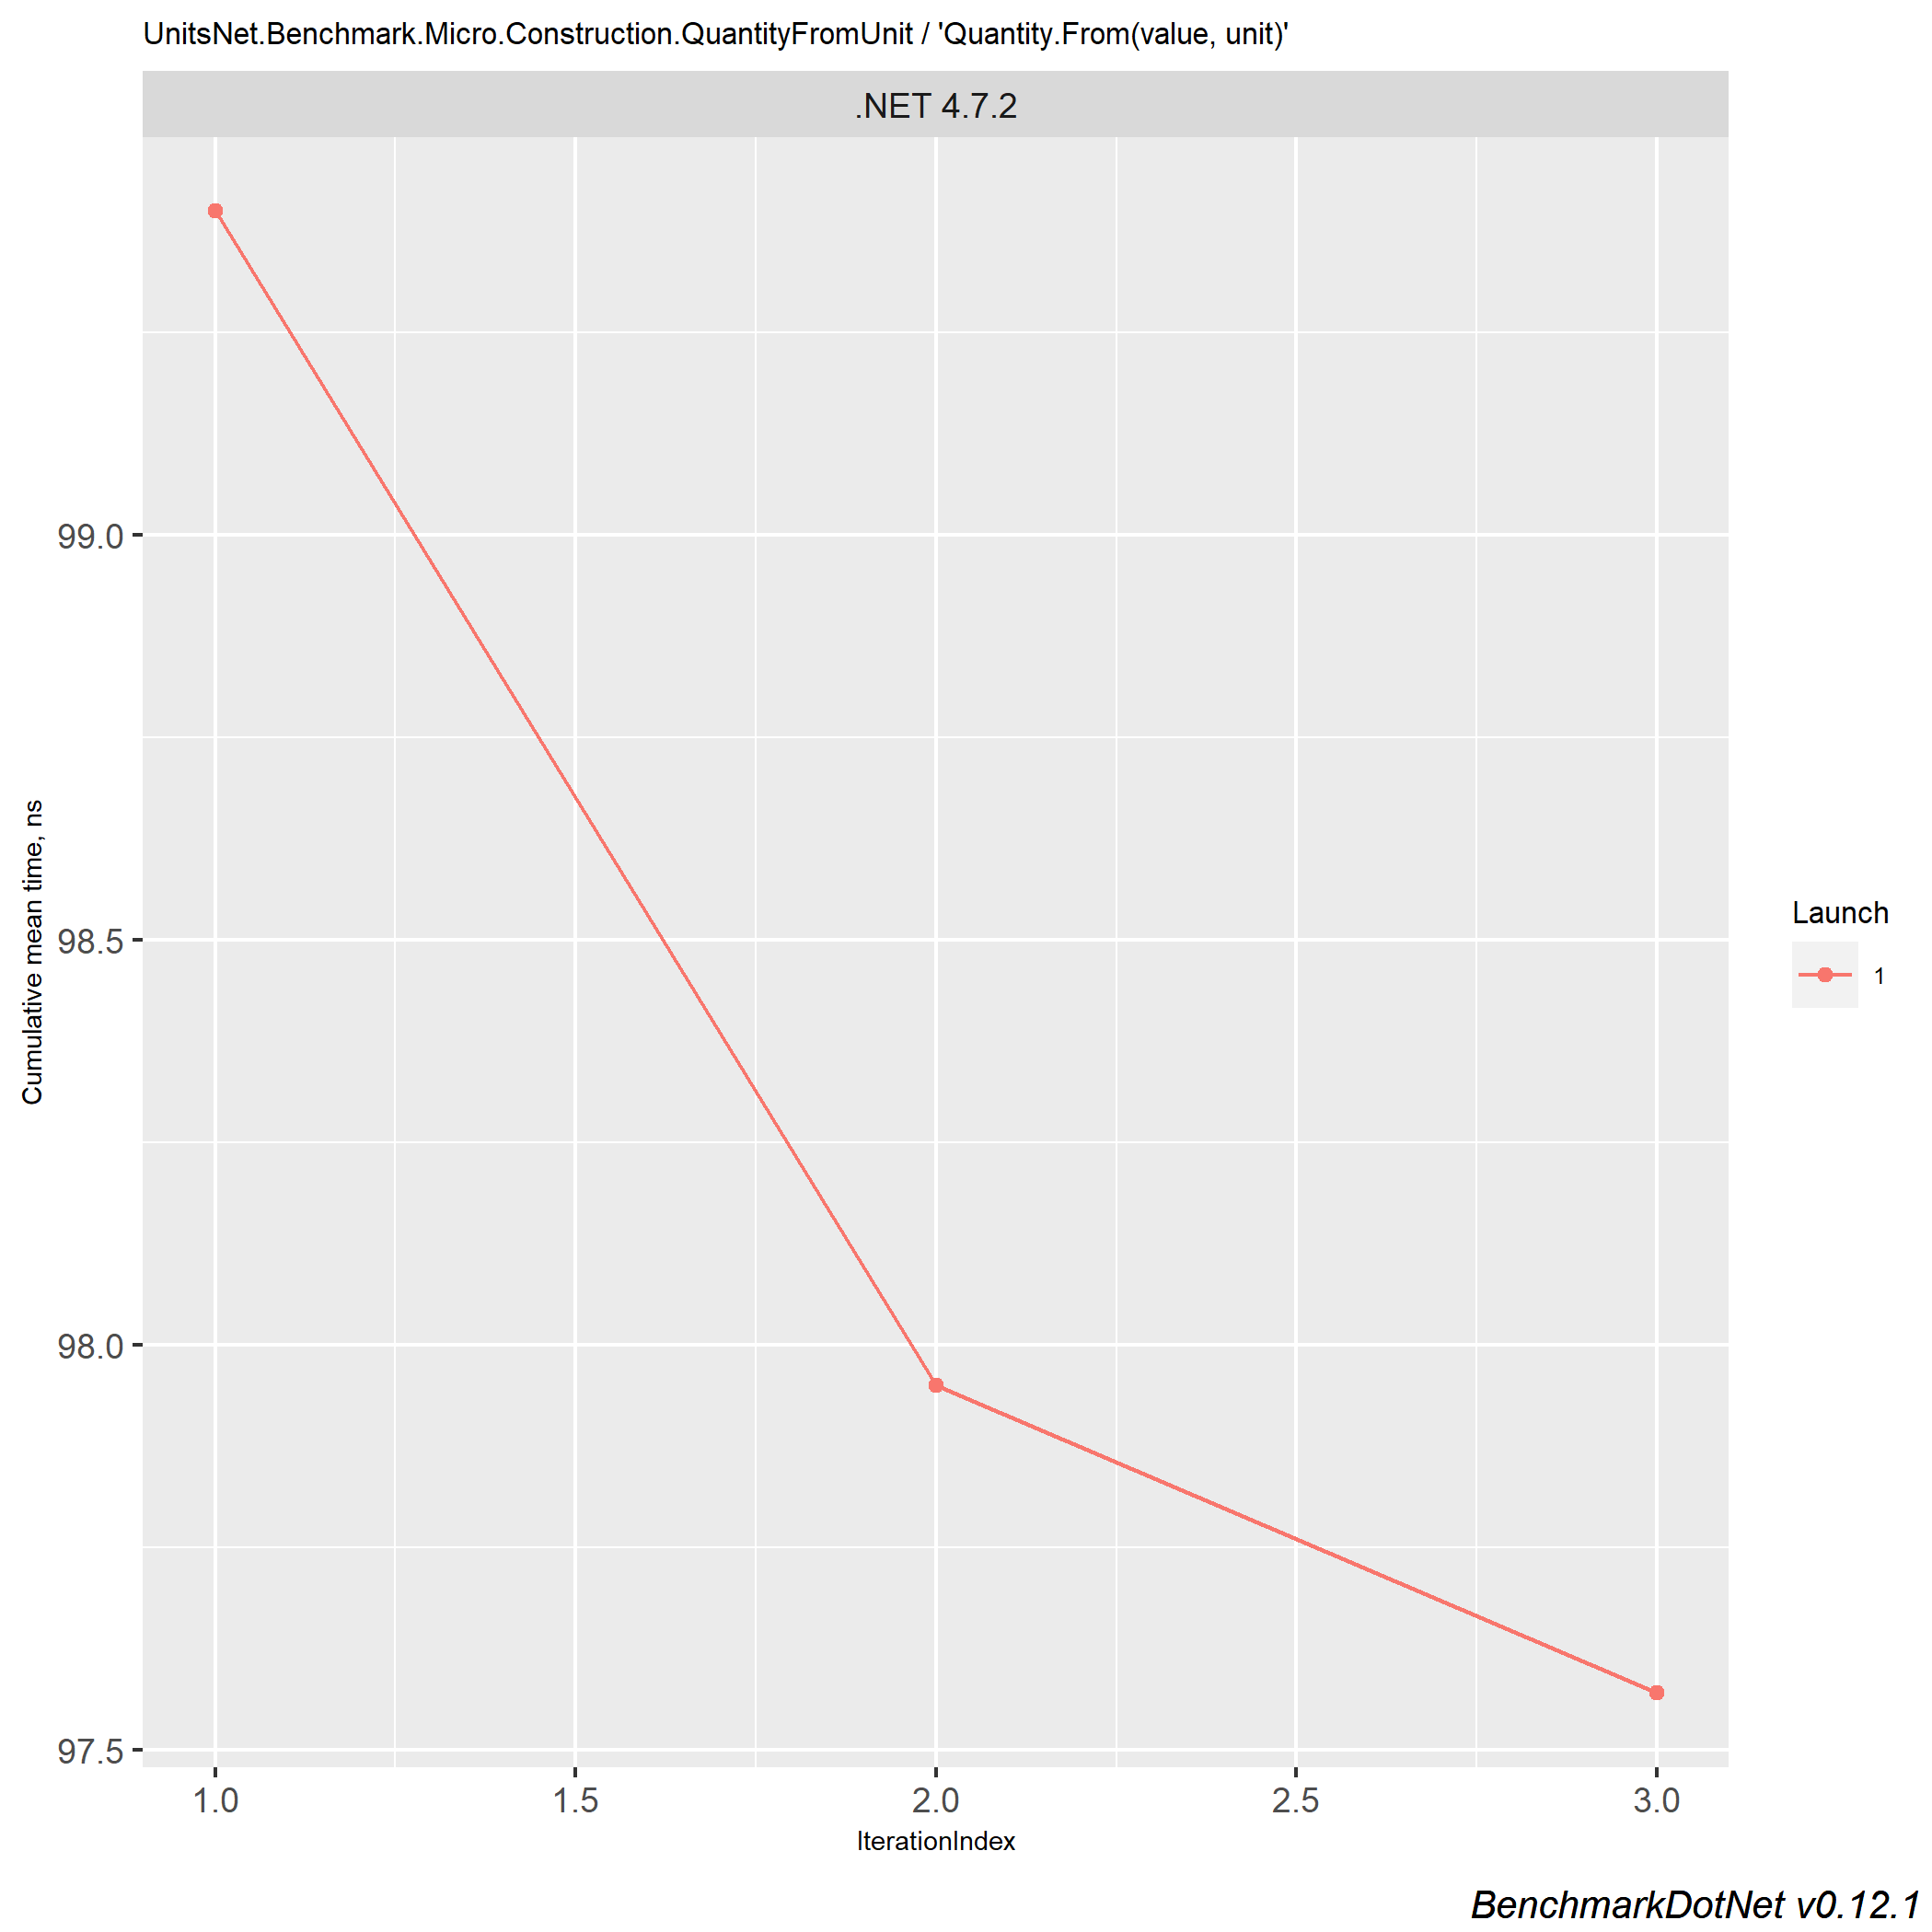 UnitsNet.Benchmark.Micro.Construction.QuantityFromUnit / 'Quantity.From(value, unit)'
.NET 4.7.2
99.0
98.5
98.0
97.5
Cumulative mean time, ns
1.0 1.5 2.0 2.5 3.0
IterationIndex
Launch
1
BenchmarkDotNet v0.12.1